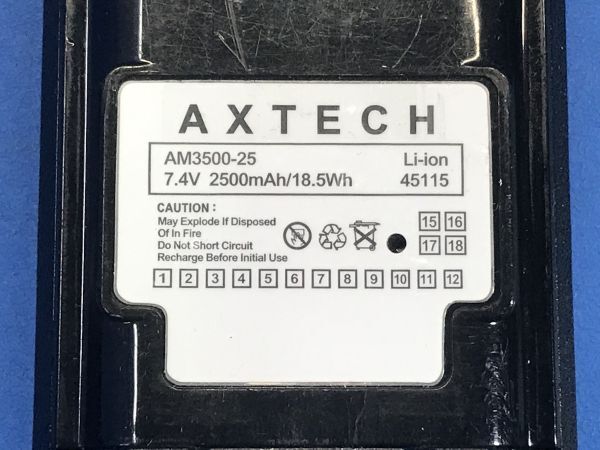 AXTECH
AM3500-25 Li-ion
7.4V 2500mAh/18.5Wh 45115
CAUTION :
May Explode If Disposed
Of In Fire
Do Not Short Circuit
Recharge Before Initial Use
15 16
17 18
1 2 3 4 5 6 7 8 9 10 11 12